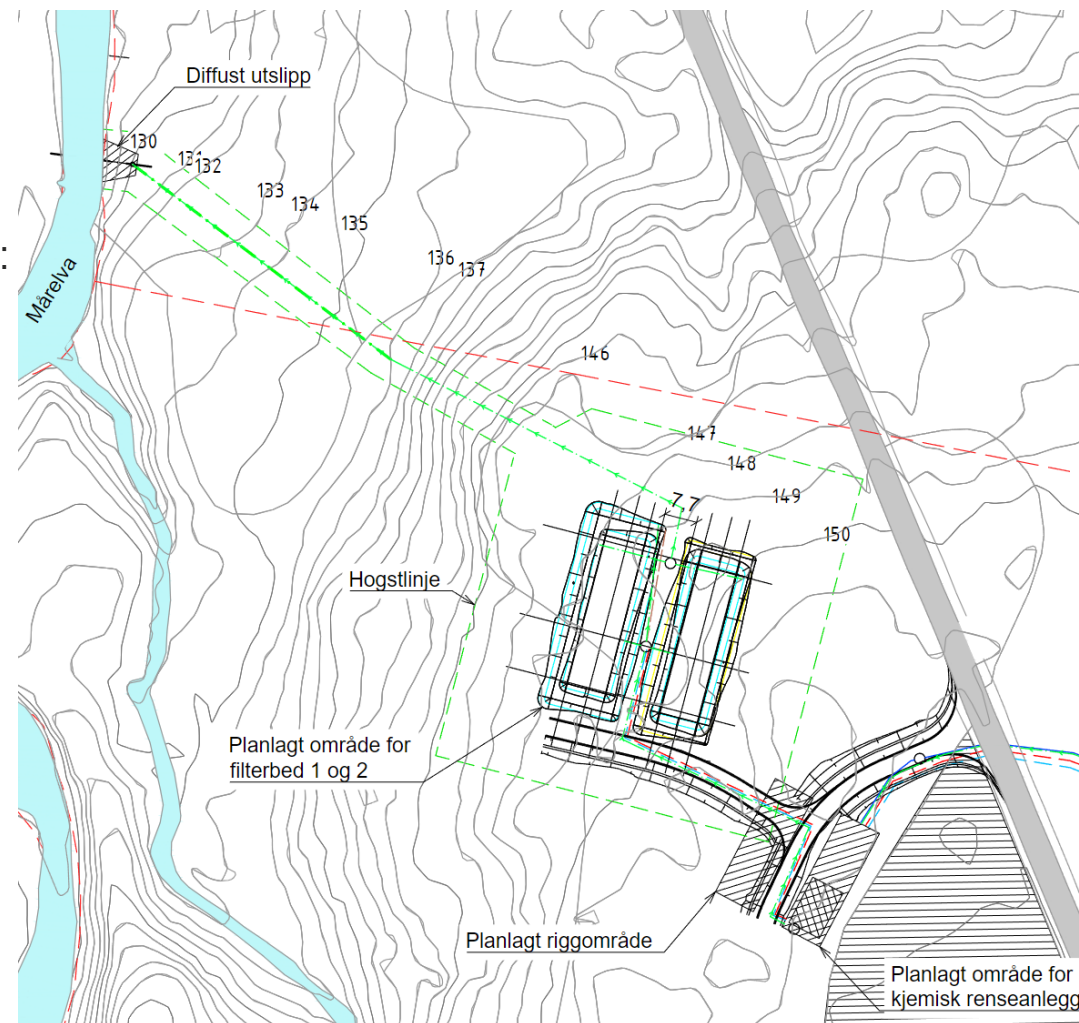 Diffust utslipp
130
131
132
133
134
135
136
137
:
Mårelva
146
147
148
149
150
7,7
Hogstlinje
Planlagt område for
filterbed 1 og 2
Planlagt riggområde
Planlagt område for
kjemisk renseanlegg